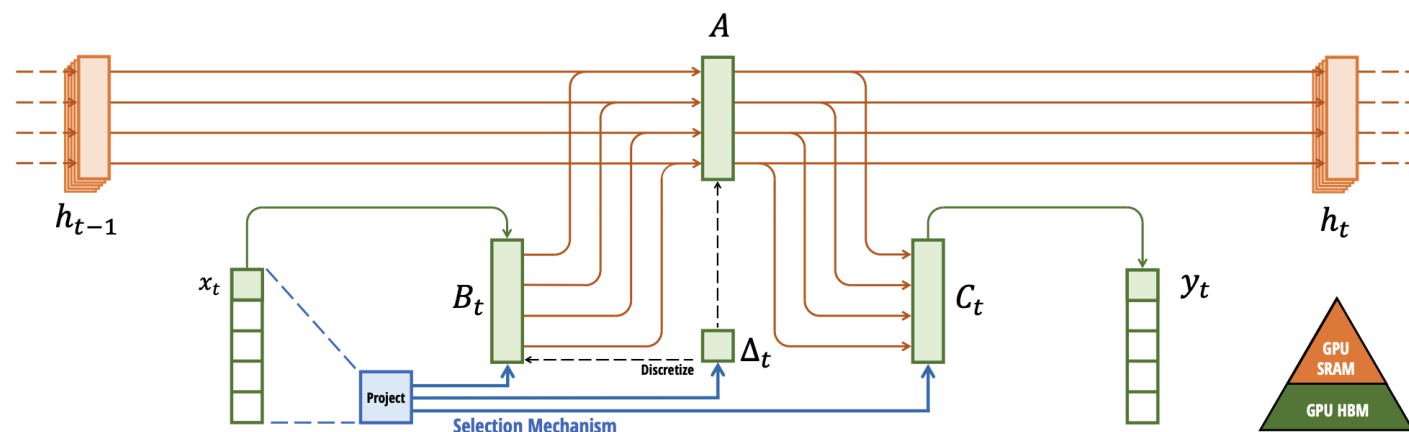 A
h_{t-1}
h_t
x_t
B_t
Δ_t
C_t
y_t
Discretize
Project
Selection Mechanism
GPU
SRAM
GPU HBM